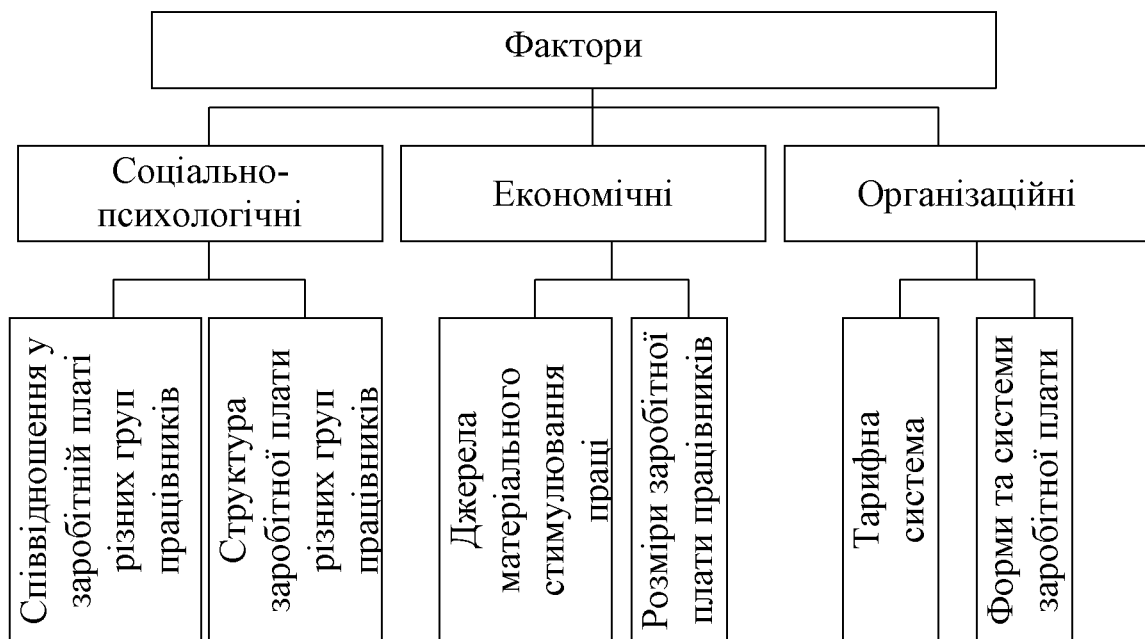 Фактори
Соціально-
психологічні
Економічні
Організаційні
Співвідношення у
заробітній платі
різних груп
працівників
Структура
заробітної плати
різних груп
працівників
Джерела
матеріального
стимулювання
праці
Розміри заробітної
плати працівників
Тарифна
система
Форми та системи
заробітної плати